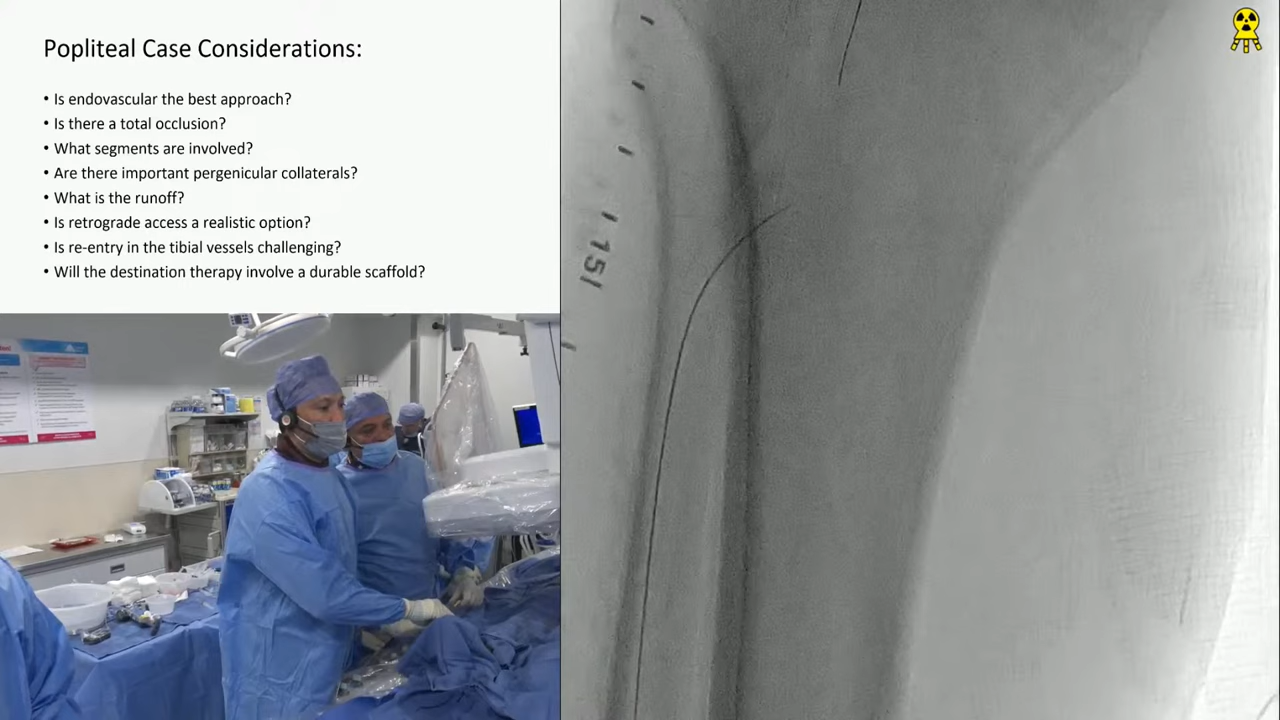 Popliteal Case Considerations:
• Is endovascular the best approach?
• Is there a total occlusion?
• What segments are involved?
• Are there important pergenicular collaterals?
• What is the runoff?
• Is retrograde access a realistic option?
• Is re-entry in the tibial vessels challenging?
• Will the destination therapy involve a durable scaffold?
15